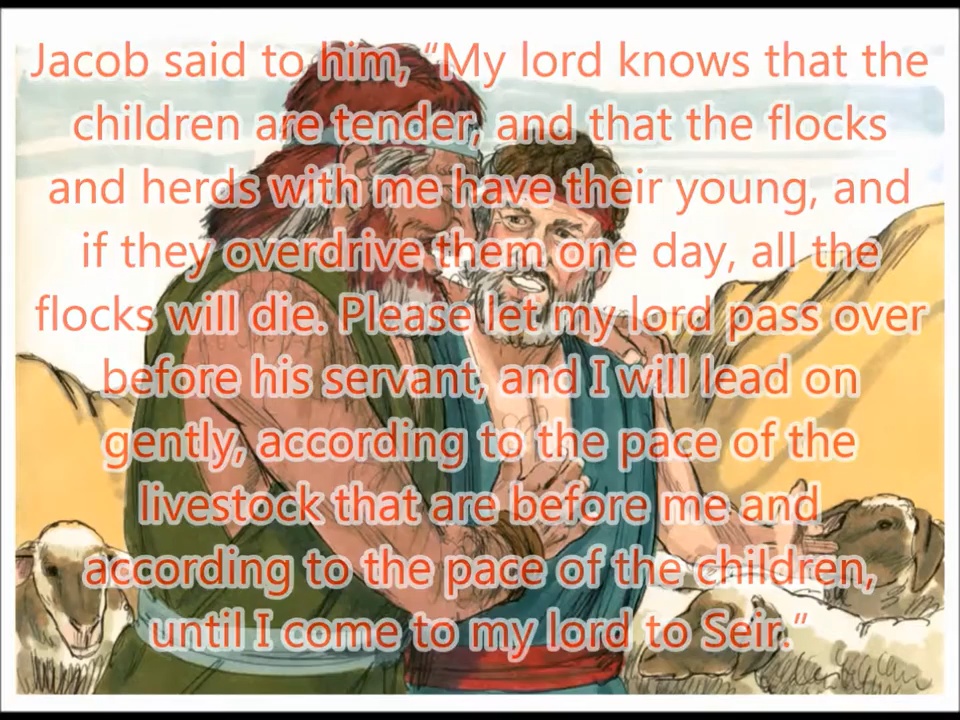 Jacob said to him, “My lord knows that the
children are tender, and that the flocks
and herds with me have their young, and
if they overdrive them one day, all the
flocks will die. Please let my lord pass over
before his servant, and I will lead on
gently, according to the pace of the
livestock that are before me and
according to the pace of the children,
until I come to my lord to Seir.”